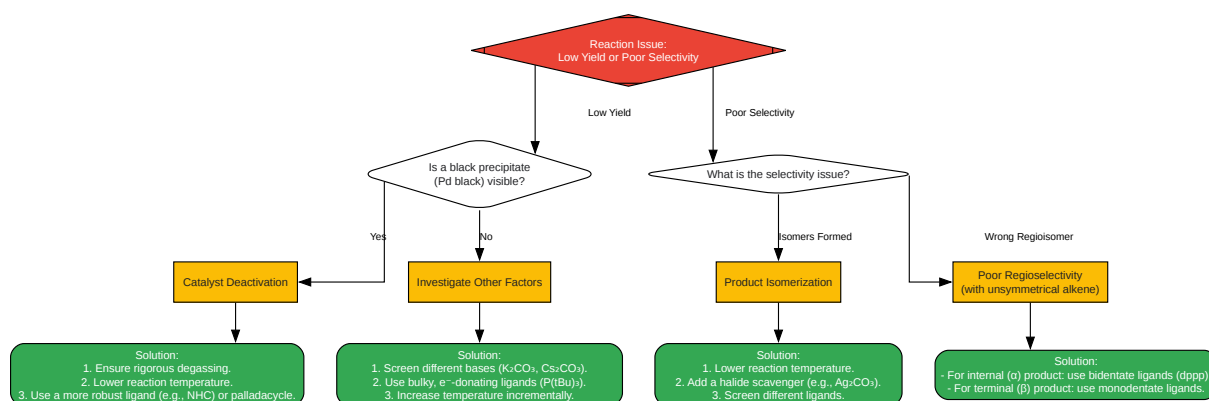 Reaction Issue:
Low Yield or Poor Selectivity
Low Yield
Poor Selectivity
Is a black precipitate
(Pd black) visible?
What is the selectivity issue?
Yes
No
Isomers Formed
Wrong Regioisomer
Catalyst Deactivation
Investigate Other Factors
Product Isomerization
Poor Regioselectivity
(with unsymmetrical alkene)
Solution:
1. Ensure rigorous degassing.
2. Lower reaction temperature.
3. Use a more robust ligand (e.g., NHC) or palladacycle.
Solution:
1. Screen different bases (K₂CO₃, Cs₂CO₃).
2. Use bulky, e⁻-donating ligands (P(tBu)₃).
3. Increase temperature incrementally.
Solution:
1. Lower reaction temperature.
2. Add a halide scavenger (e.g., Ag₂CO₃).
3. Screen different ligands.
Solution:
- For internal (α) product: use bidentate ligands (dppp).
- For terminal (β) product: use monodentate ligands.